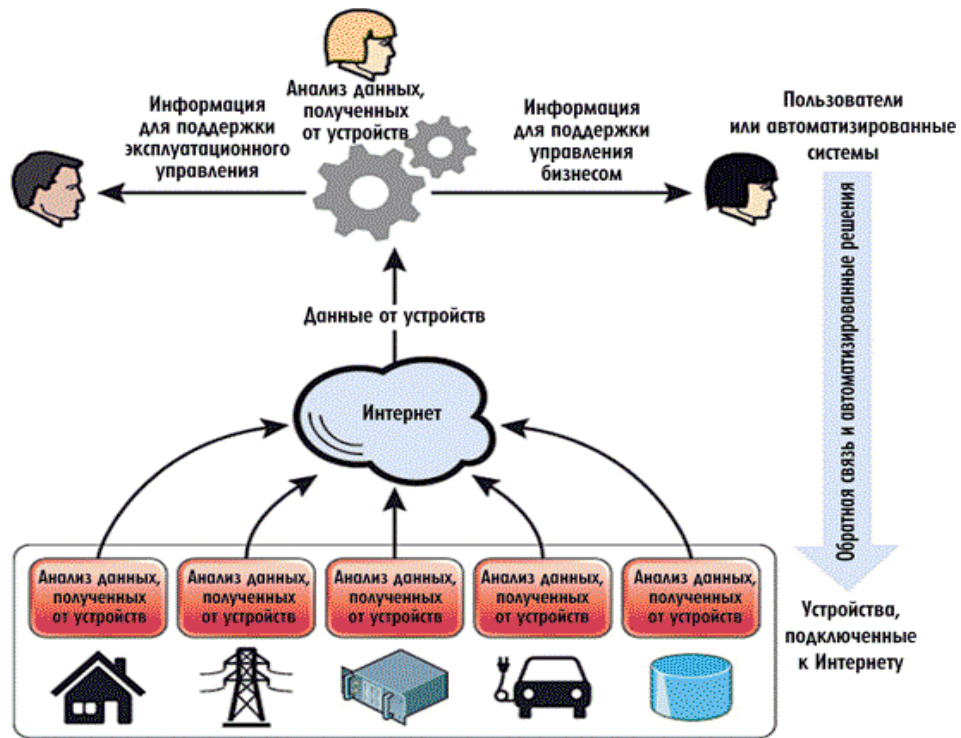 Анализ данных,
полученных
от устройств
Информация
для поддержки
эксплуатационного
управления
Информация
для поддержки
управления
бизнесом
Пользователи
или автоматизированные
системы
Данные от устройств
Интернет
Обратная связь и автоматизированные решения
Анализ данных,
полученных
от устройств
Анализ данных,
полученных
от устройств
Анализ данных,
полученных
от устройств
Анализ данных,
полученных
от устройств
Анализ данных,
полученных
от устройств
Устройства,
подключенные
к Интернету